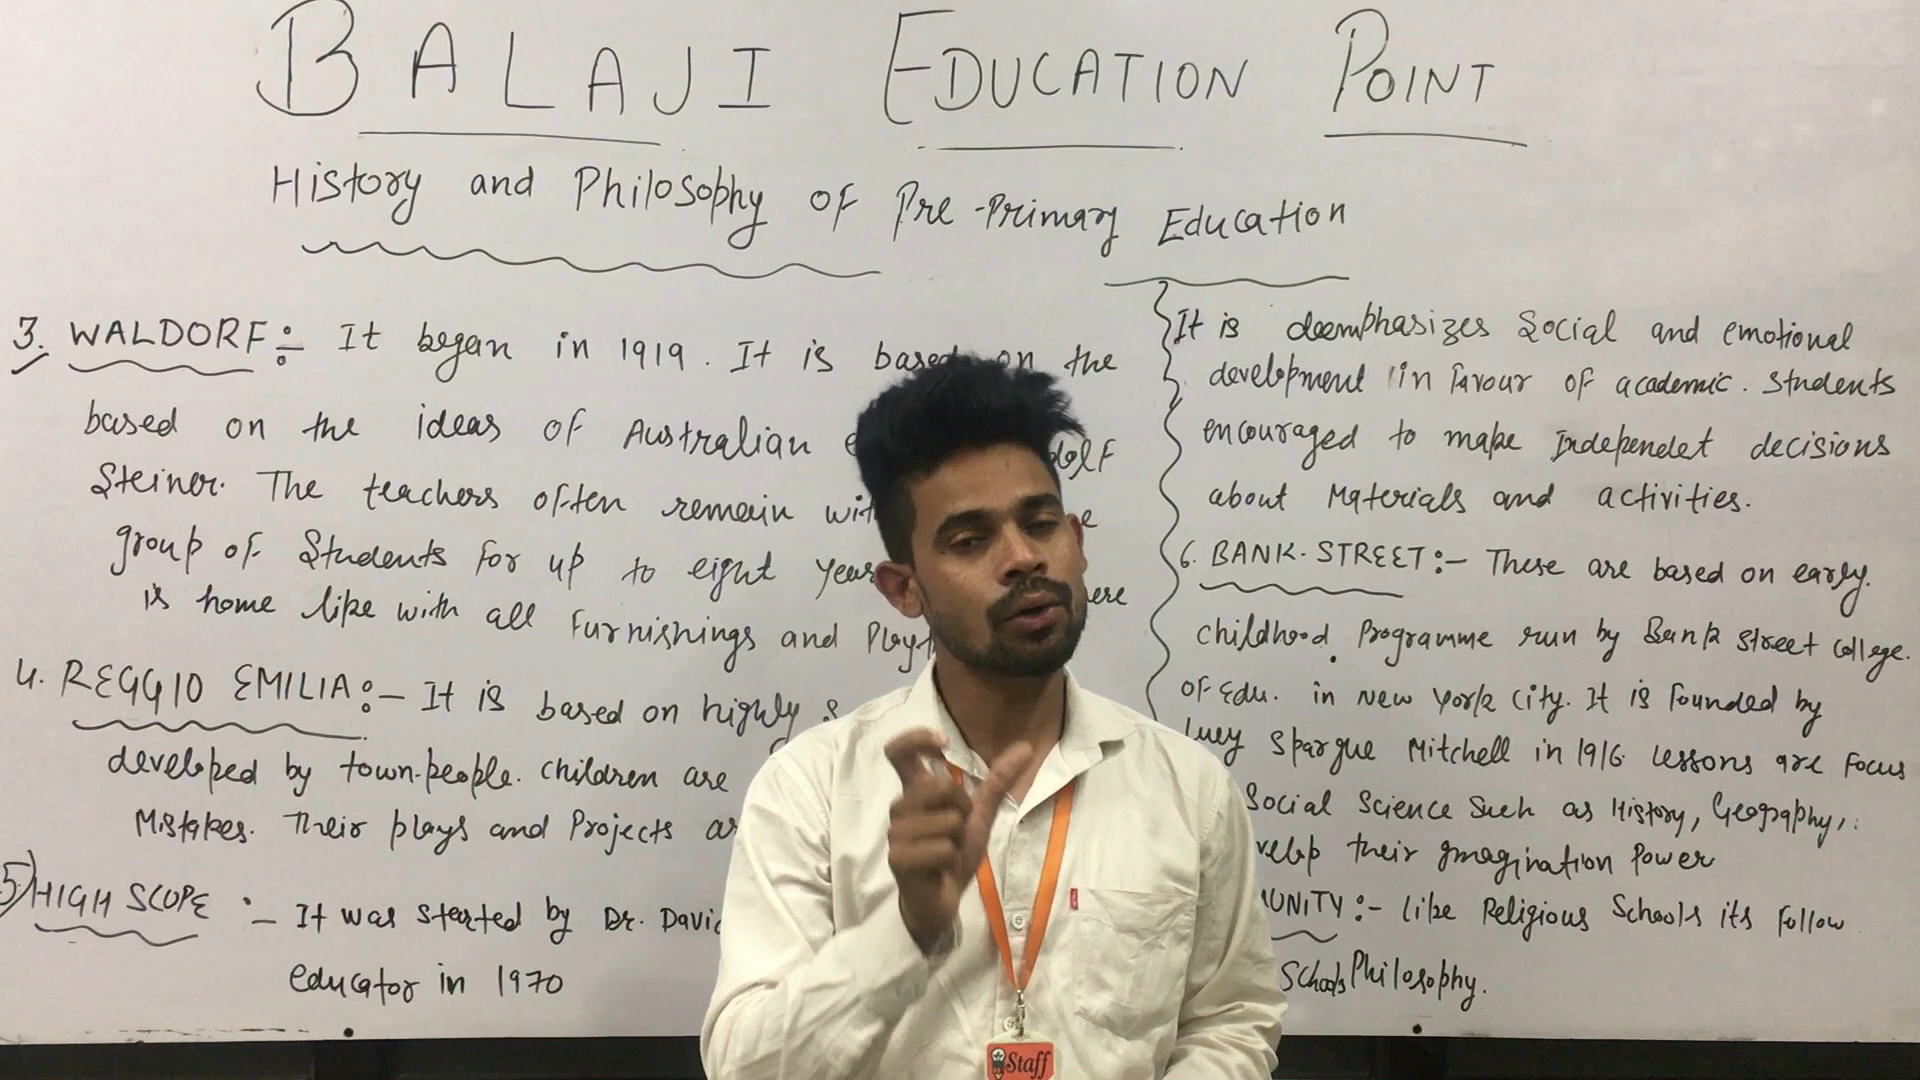 BALAJI EDUCATION POINT
History and Philosophy of Pre-Primary Education
3. WALDORF:- It began in 1919. It is based on the
based on the ideas of Australian
Steiner. The teachers often remain
group of Students for up to eight
is home like with all furnishings and
4. REGGIO EMILIA:- It is based on highly
developed by town-people. Children are
Mistakes. Their plays and Projects
5) HIGH SCOPE :- It was started by Dr. David
educator in 1970
It is deemphasizes Social and emotional
development in favour of academic. Students
encouraged to make Independet decisions
about Materials and activities.
6. BANK-STREET:- These are based on early.
childhood Programme run by Bank Street College.
of Edu. in New York City. It is founded by
Lucy Spargue Mitchell in 1916. Lessons are focus
Social Science Such as History, Geography,
their Imagination Power
:- Like Religious Schools its follow
Schools Philosophy.
Staff